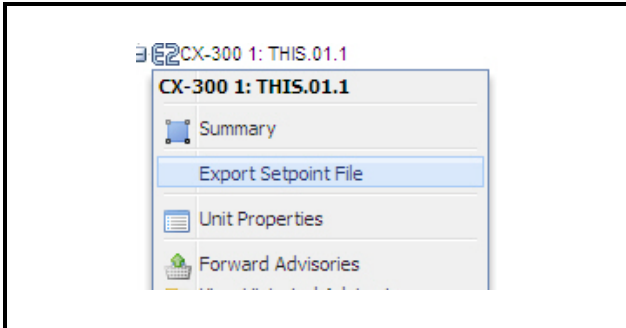 E2CX-300 1: THIS.01.1
CX-300 1: THIS.01.1
Summary
Export Setpoint File
Unit Properties
Forward Advisories